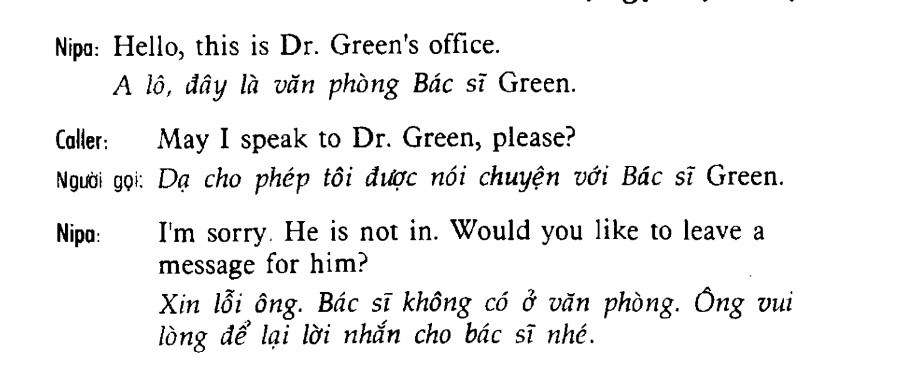 Nipa: Hello, this is Dr. Green's office.
A lô, đây là văn phòng Bác sĩ Green.
Caller: May I speak to Dr. Green, please?
Người gọi: Dạ cho phép tôi được nói chuyện với Bác sĩ Green.
Nipa: I'm sorry. He is not in. Would you like to leave a
message for him?
Xin lỗi ông. Bác sĩ không có ở văn phòng. Ông vui
lòng để lại lời nhắn cho bác sĩ nhé.